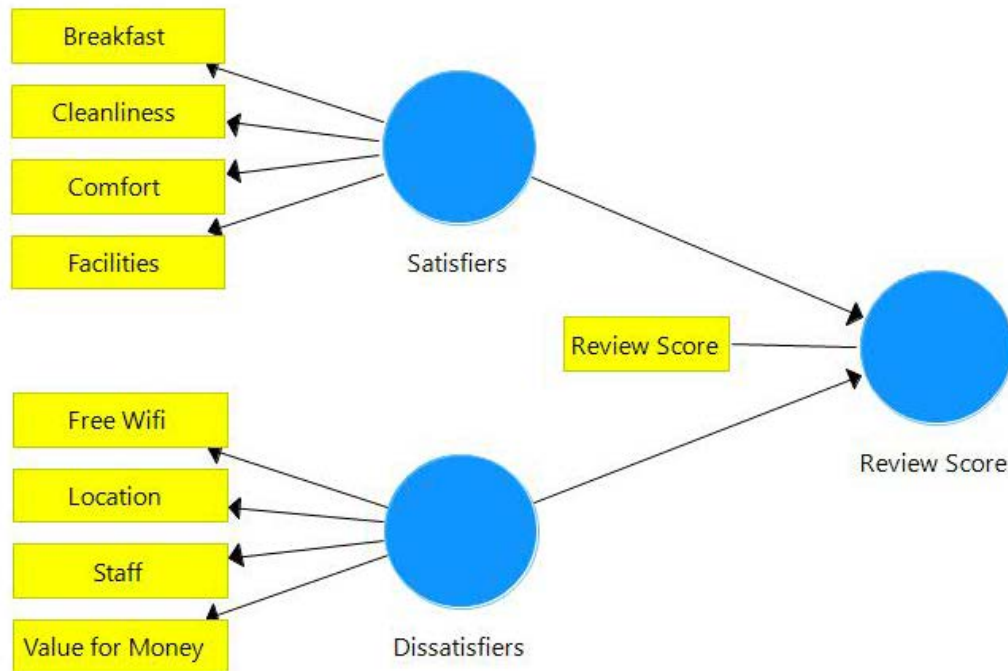 Breakfast
Cleanliness
Comfort
Facilities
Satisfiers
Review Score
Review Score
Free Wifi
Location
Staff
Value for Money
Dissatisfiers